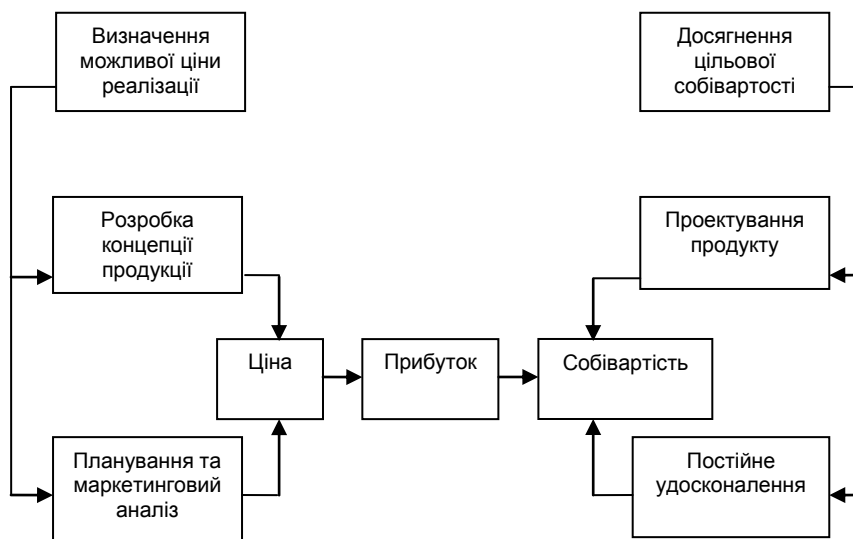 Визначення
можливої ціни
реалізації
Досягнення
цільової
собівартості
Розробка
концепції
продукції
Проектування
продукту
Ціна
Прибуток
Собівартість
Планування та
маркетинговий
аналіз
Постійне
удосконалення